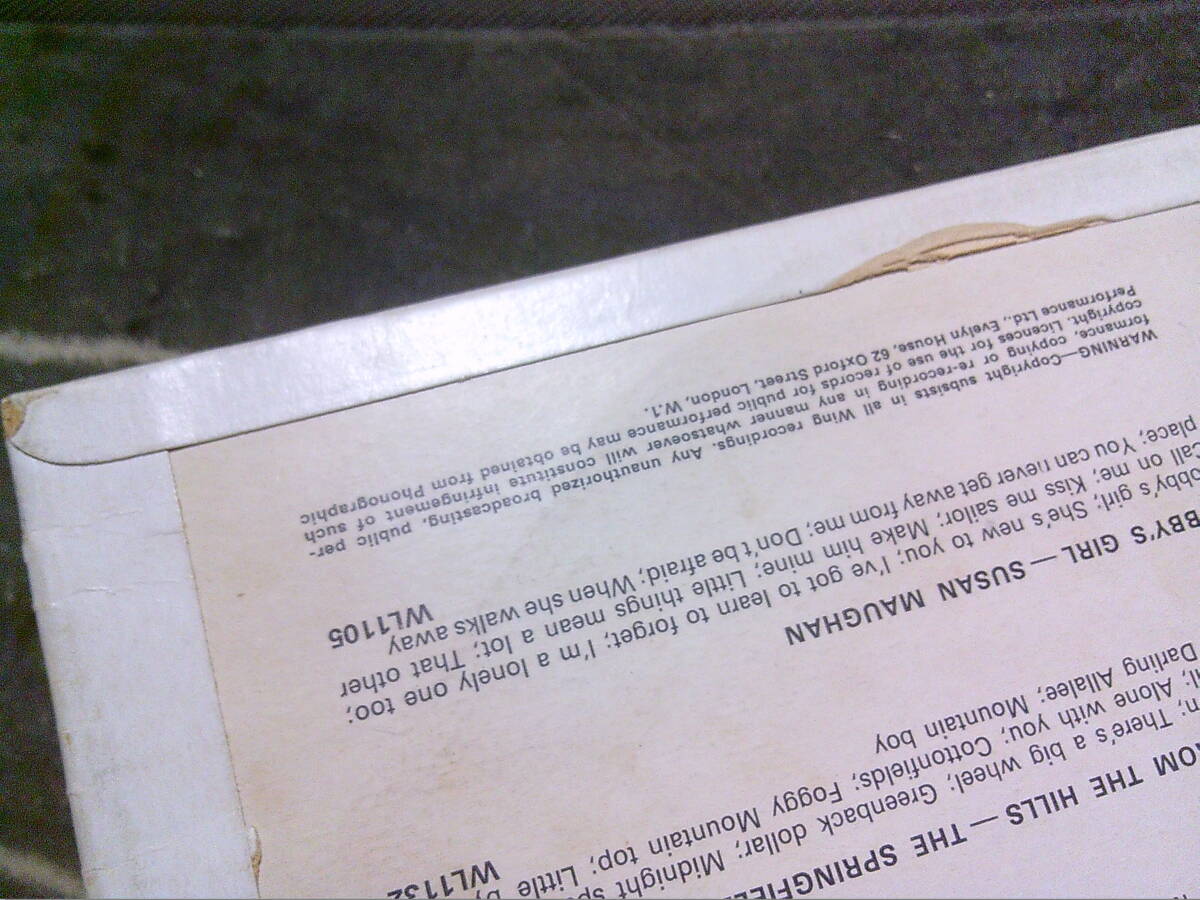 THE HILLS — THE
There's a big wheel; Greenback dollar; Midnight
Alone with you; Cottonfields; Foggy Mountain top; Little
Darling Allalee; Mountain boy
WL1132
GIRL — SUSAN MAUGHAN
girl; She's new to you; I've got to learn to forget; I'm a lonely one too;
on me; Kiss me sailor; Make him mine; Little things mean a lot; That other
place; You can never get away from me; Don't be afraid; When she walks away
WL1105
WARNING—Copyright subsists in all Wing recordings. Any unauthorized broadcasting, public per-
formance, copying or re-recording in any manner whatsoever will constitute infringement of such
copyright. Licences for the use of records for public performance may be obtained from Phonographic
Performance Ltd., Evelyn House, 62 Oxford Street, London, W.1.